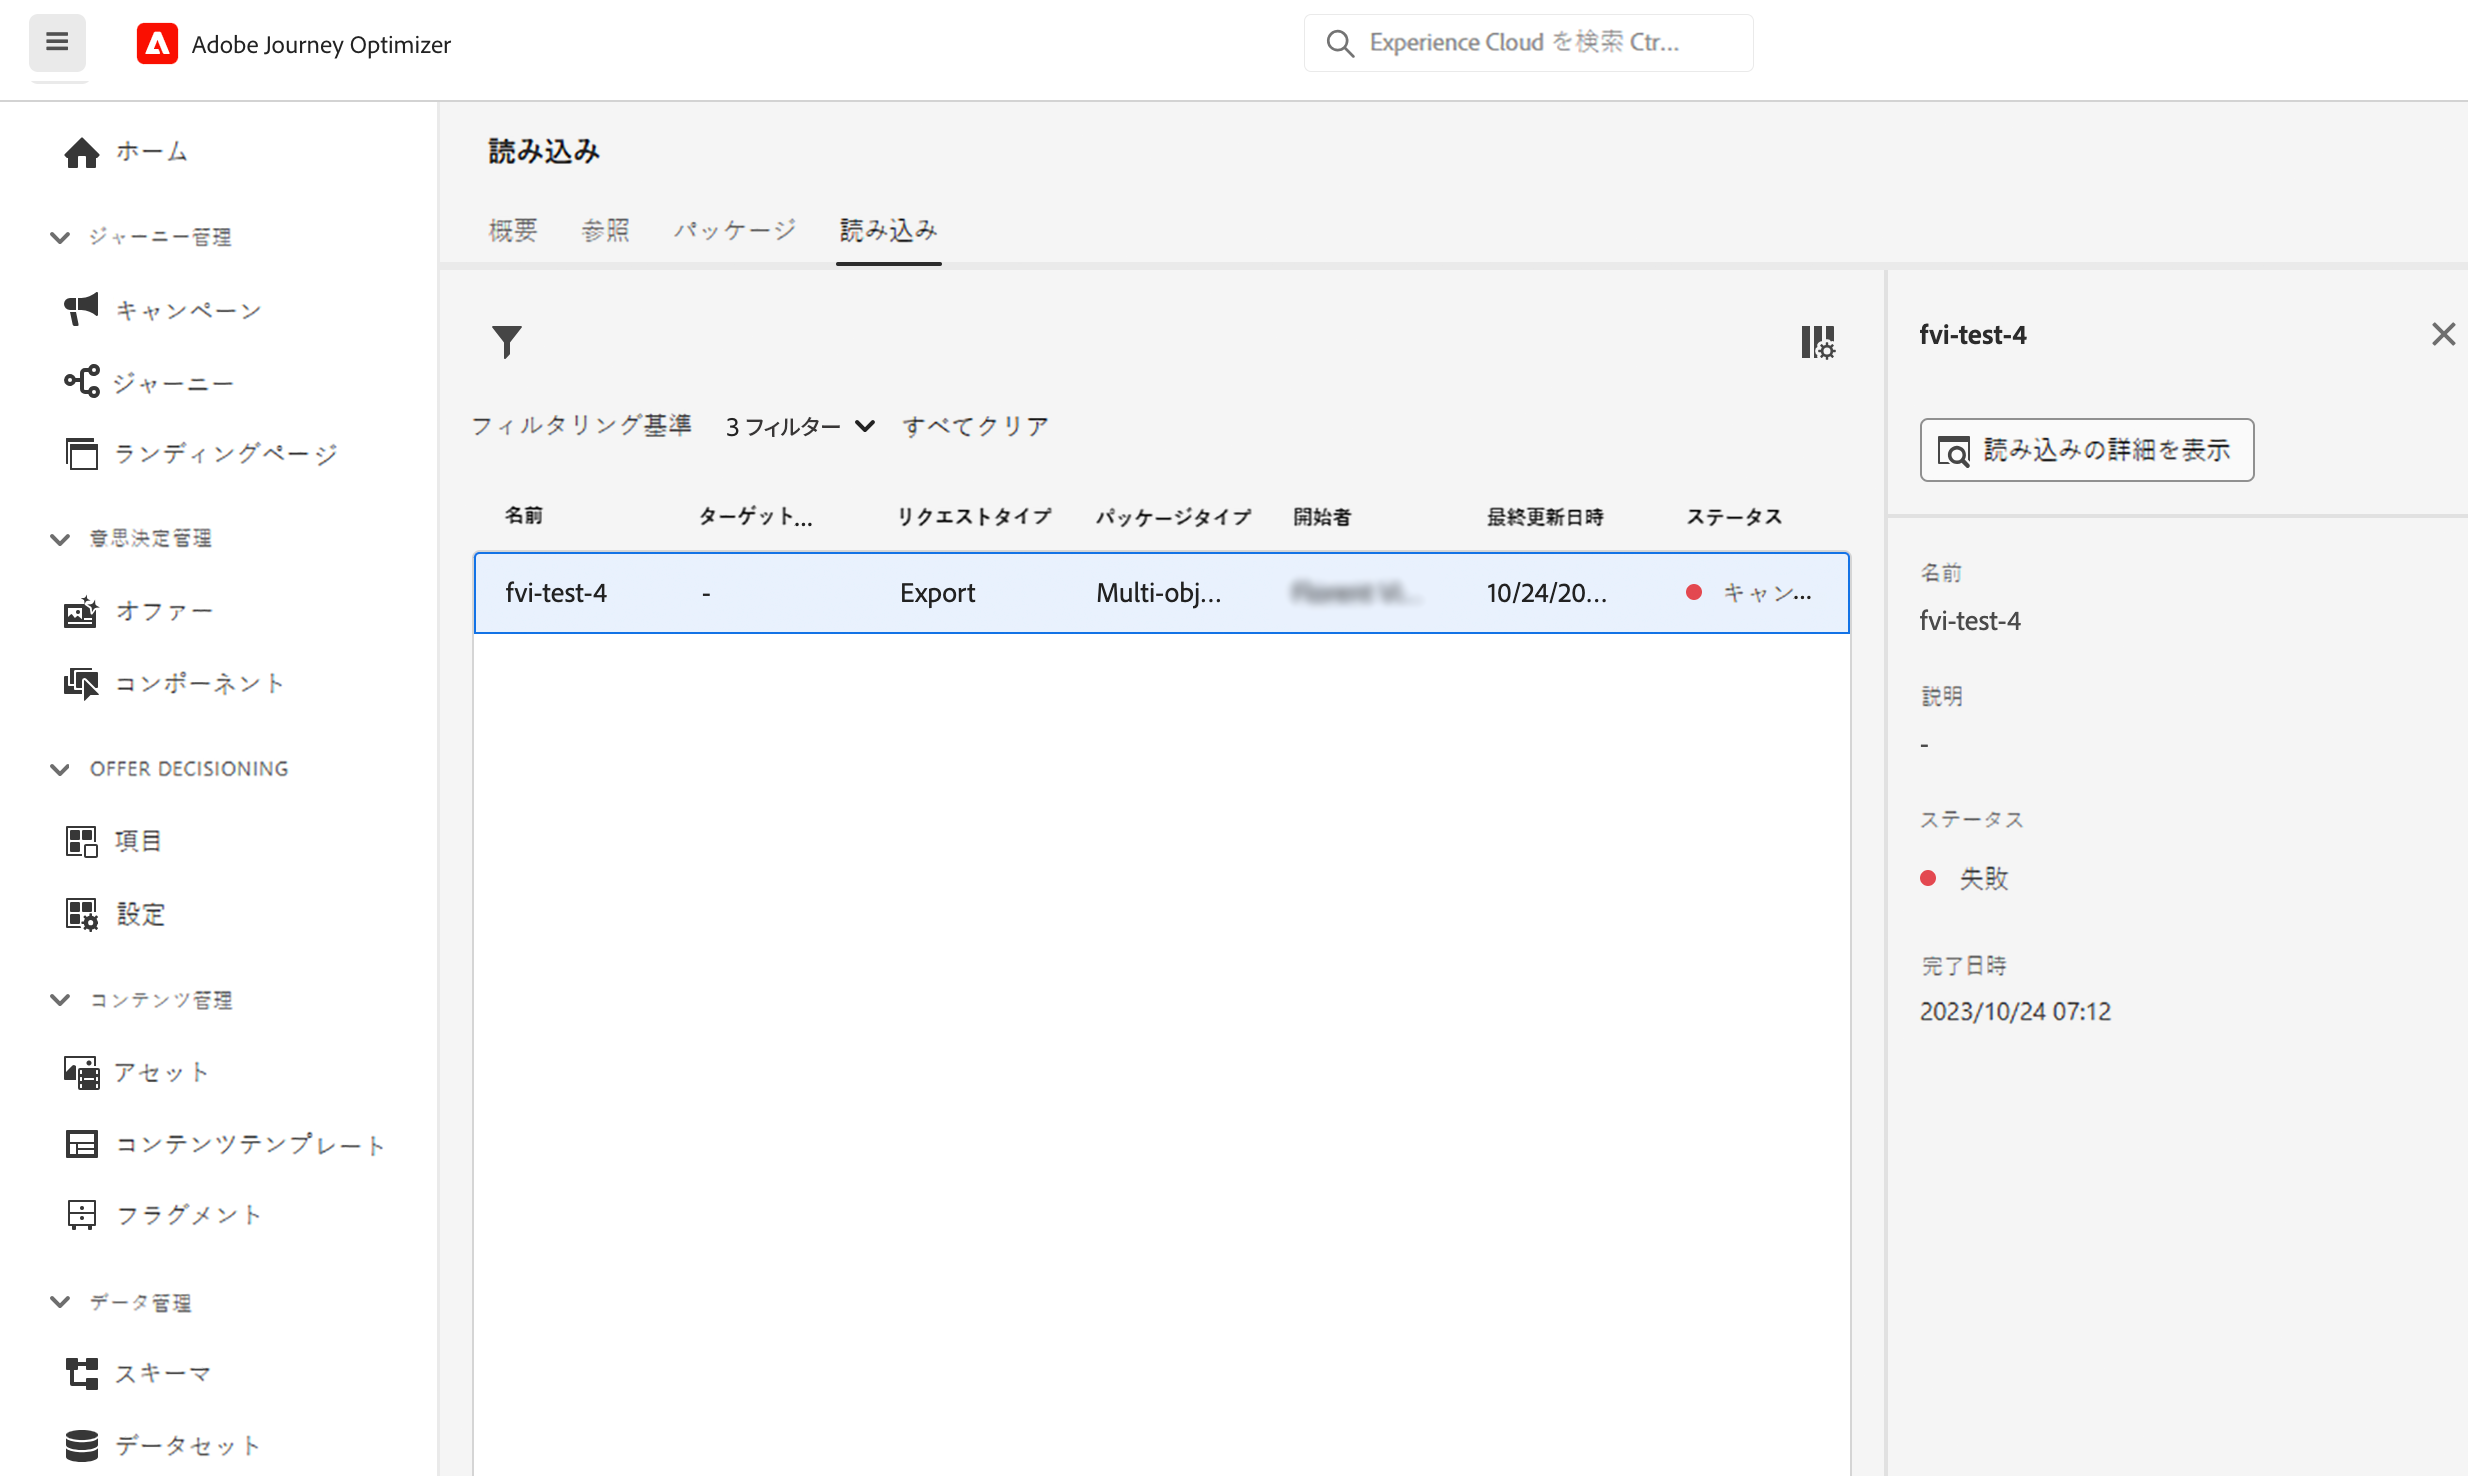 Adobe Journey Optimizer
Experience Cloud を検索 Ctr...
ホーム
ジャーニー管理
キャンペーン
ジャーニー
ランディングページ
意思決定管理
オファー
コンポーネント
OFFER DECISIONING
項目
設定
コンテンツ管理
アセット
コンテンツテンプレート
フラグメント
データ管理
スキーマ
データセット
読み込み
概要 参照 パッケージ 読み込み
フィルタリング基準 3 フィルター すべてクリア
名前 ターゲット... リクエストタイプ パッケージタイプ 開始者 最終更新日時 ステータス
fvi-test-4 - Export Multi-obj... 10/24/20... キャン...
fvi-test-4
読み込みの詳細を表示
名前
fvi-test-4
説明
-
ステータス
失敗
完了日時
2023/10/24 07:12